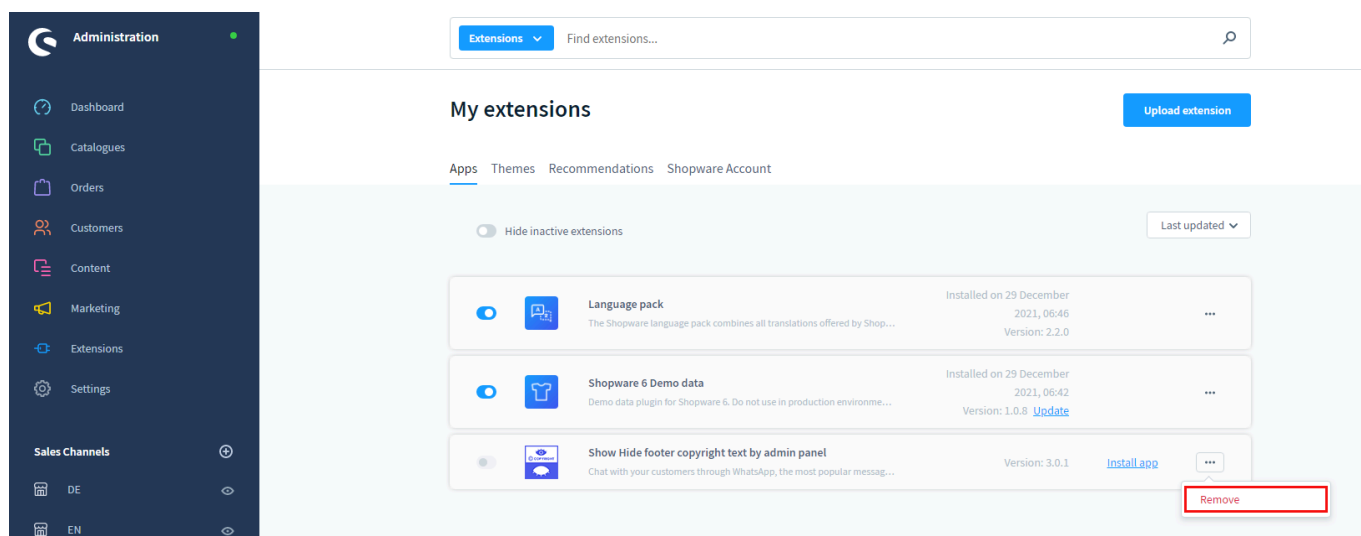 Administration
Extensions
Find extensions...
Dashboard
Catalogues
Orders
Customers
Content
Marketing
Extensions
Settings
Sales Channels
DE
EN
My extensions
Upload extension
Apps Themes Recommendations Shopware Account
Hide inactive extensions
Last updated
Language pack
The Shopware language pack combines all translations offered by Shop...
Installed on 29 December
2021, 06:46
Version: 2.2.0
Shopware 6 Demo data
Demo data plugin for Shopware 6. Do not use in production environme...
Installed on 29 December
2021, 06:42
Version: 1.0.8 Update
COPYRIGHT
Show Hide footer copyright text by admin panel
Chat with your customers through WhatsApp, the most popular messag...
Version: 3.0.1
Install app
Remove